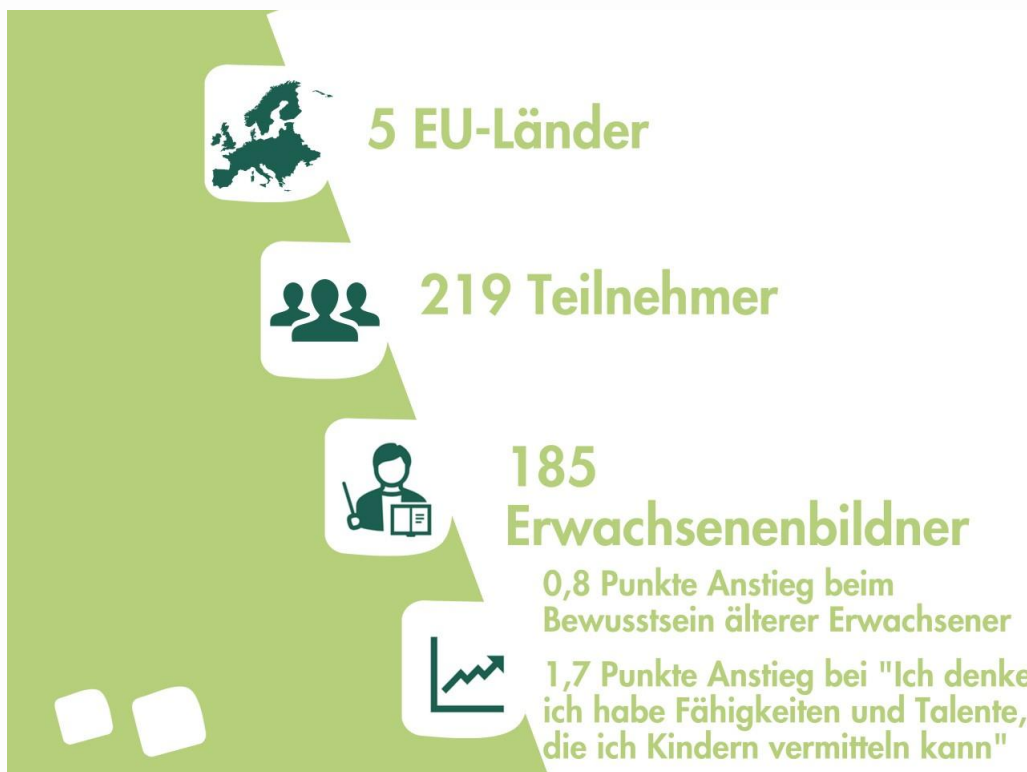 5 EU-Länder
219 Teilnehmer
185
Erwachsenenbildner
0,8 Punkte Anstieg beim
Bewusstsein älterer Erwachsener
1,7 Punkte Anstieg bei "Ich denke
ich habe Fähigkeiten und Talente,
die ich Kindern vermitteln kann"